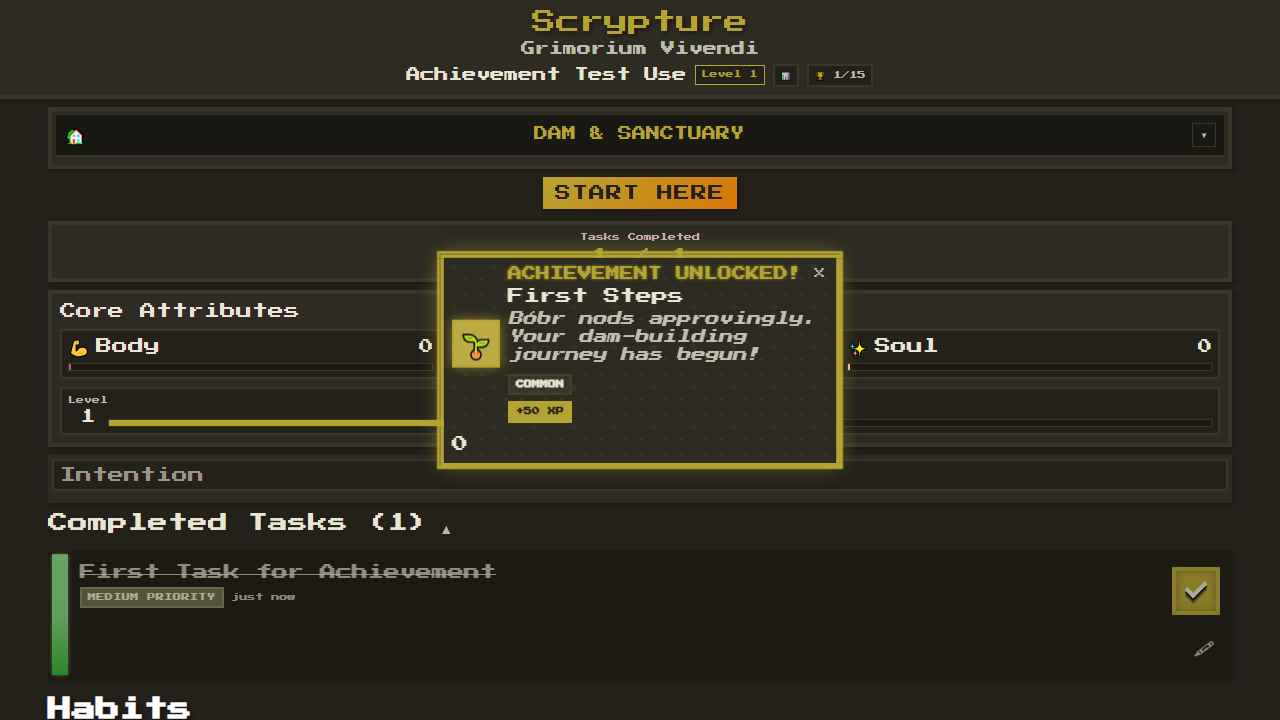 Scrypture
Grimorium Vivendi
Achievement Test Use
Level 1
1/15
DAM & SANCTUARY
START HERE
Tasks Completed
ACHIEVEMENT UNLOCKED!
×
First Steps
Bóbr nods approvingly.
Your dam-building
journey has begun!
COMMON
+50 XP
0
Core Attributes
Body
0
Soul
0
Level
1
Intention
Completed Tasks (1)
First Task for Achievement
MEDIUM PRIORITY
just now
Habits